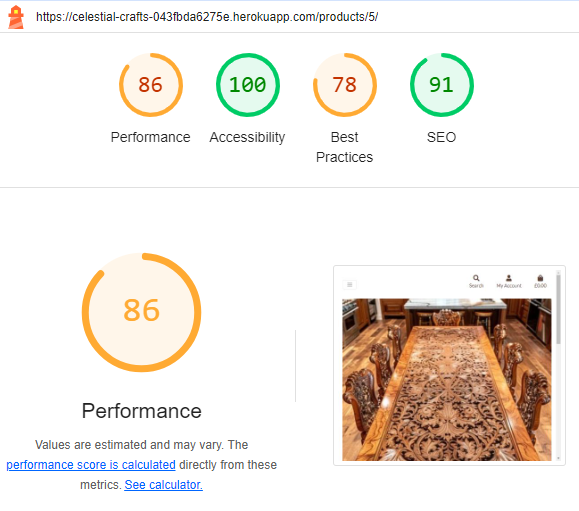 https://celestial-crafts-043fbda6275e.herokuapp.com/products/5/
86 100 78 91
Performance Accessibility Best SEO
Practices
86
Search My Account £0.00
Performance
Values are estimated and may vary. The
performance score is calculated directly from these
metrics. See calculator.